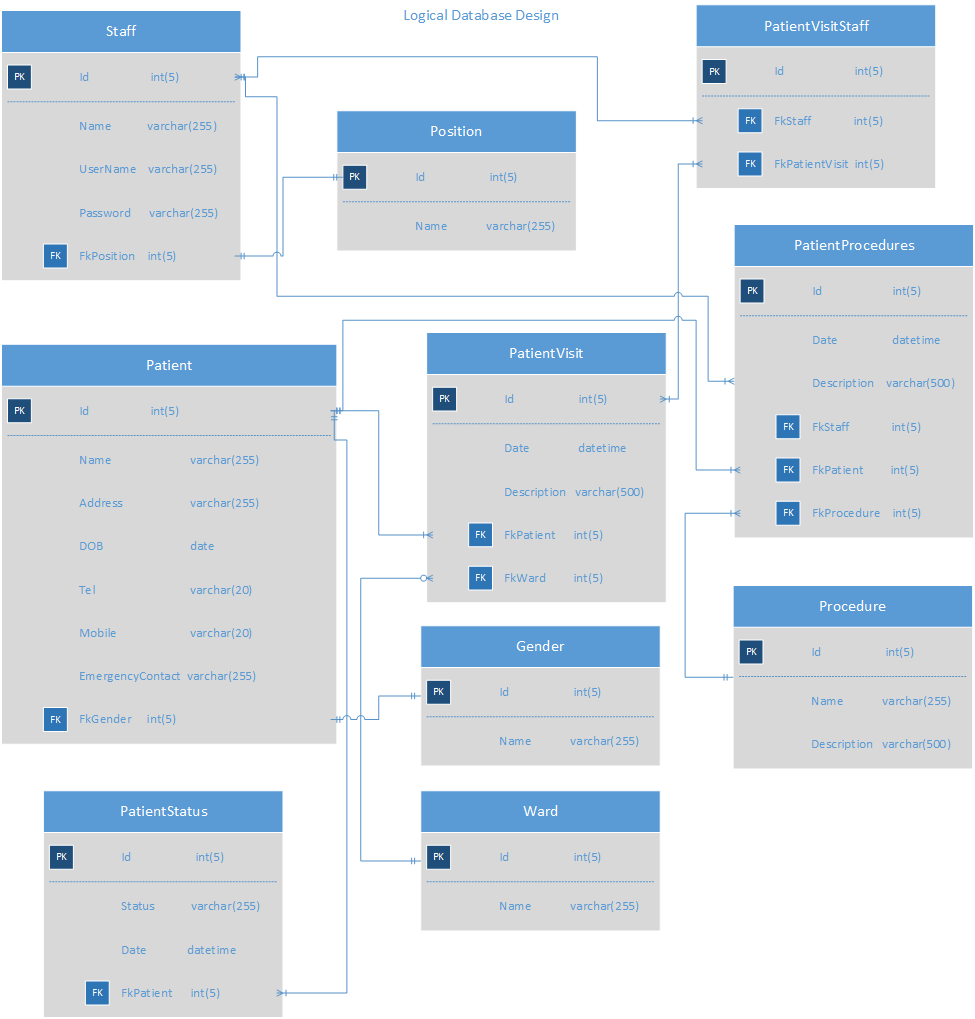 Logical Database Design
Staff
PK Id int(5)
Name varchar(255)
UserName varchar(255)
Password varchar(255)
FK FkPosition int(5)
Position
PK Id int(5)
Name varchar(255)
PatientVisitStaff
PK Id int(5)
FK FkStaff int(5)
FK FkPatientVisit int(5)
PatientProcedures
PK Id int(5)
Date datetime
Description varchar(500)
FK FkStaff int(5)
FK FkPatient int(5)
FK FkProcedure int(5)
Patient
PK Id int(5)
Name varchar(255)
Address varchar(255)
DOB date
Tel varchar(20)
Mobile varchar(20)
EmergencyContact varchar(255)
FK FkGender int(5)
PatientVisit
PK Id int(5)
Date datetime
Description varchar(500)
FK FkPatient int(5)
FK FkWard int(5)
Procedure
PK Id int(5)
Name varchar(255)
Description varchar(500)
Gender
PK Id int(5)
Name varchar(255)
PatientStatus
PK Id int(5)
Status varchar(255)
Date datetime
FK FkPatient int(5)
Ward
PK Id int(5)
Name varchar(255)